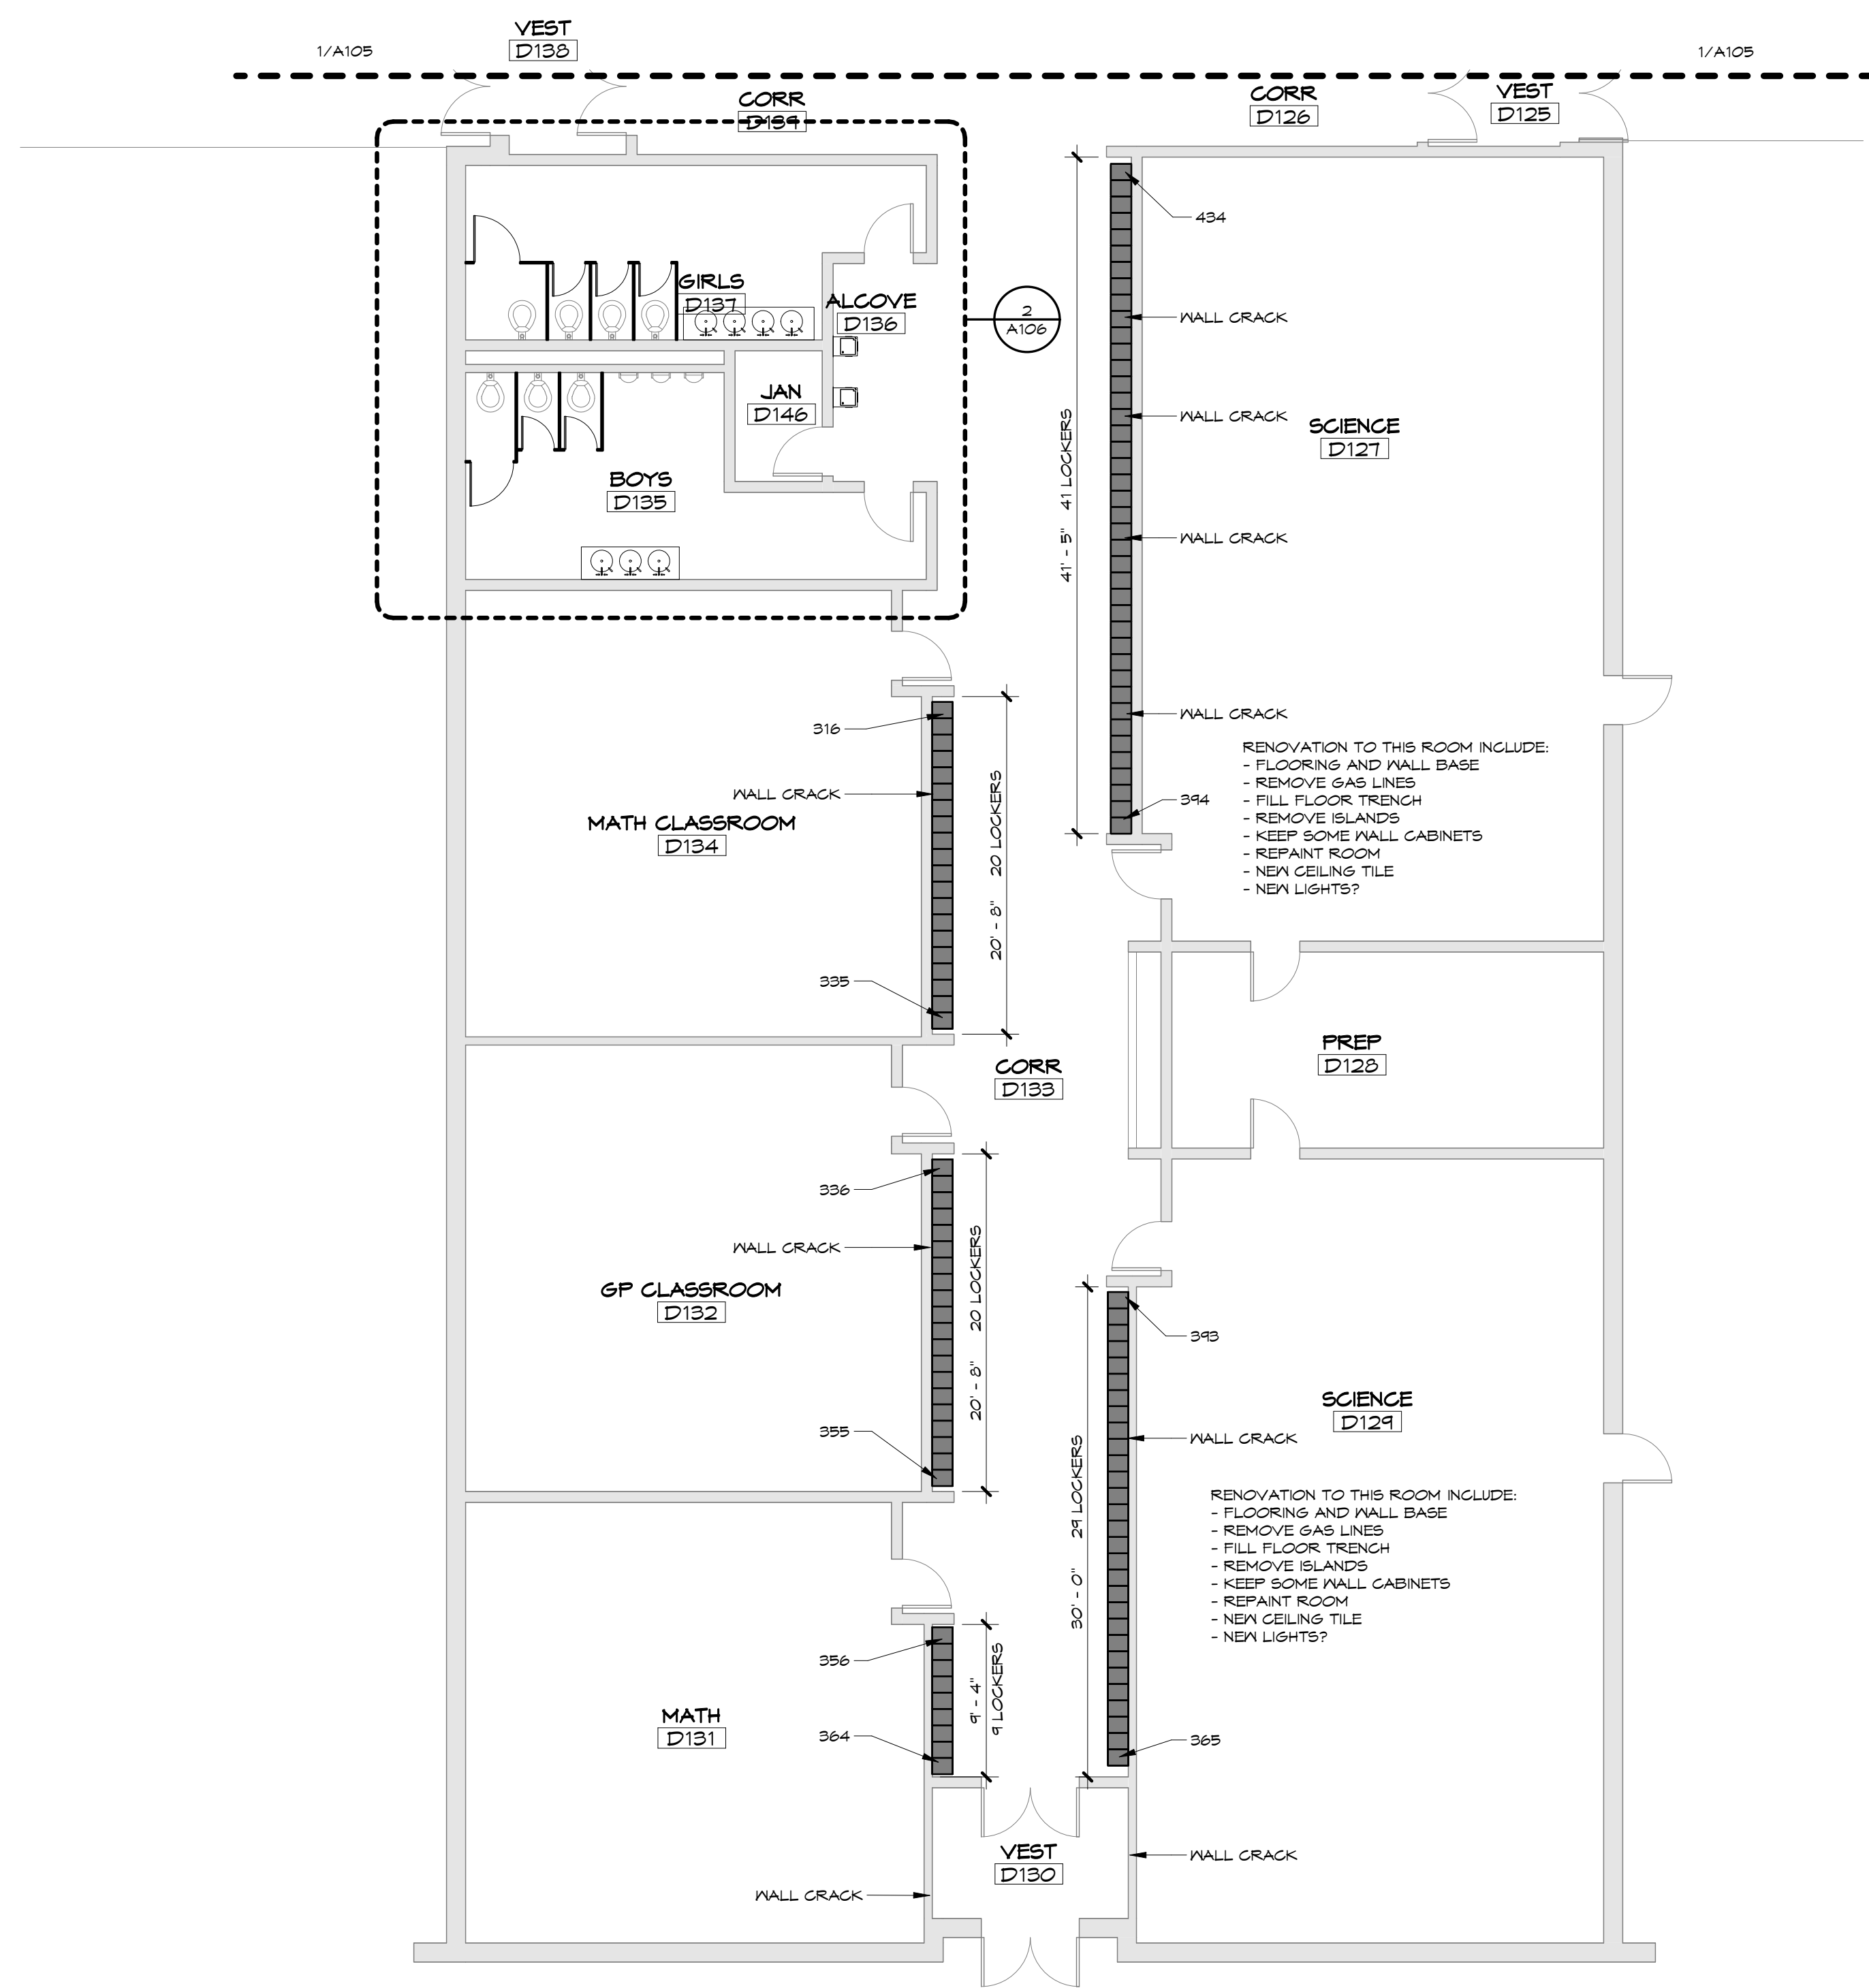 VEST
D138
1/A105
1/A105
CORR
D139
CORR
D126
VEST
D125
434
GIRLS
D137
ALCOVE
D136
2
A106
WALL CRACK
JAN
D146
WALL CRACK
SCIENCE
D127
41' - 5" 41 LOCKERS
BOYS
D135
WALL CRACK
316
WALL CRACK
RENOVATION TO THIS ROOM INCLUDE:
- FLOORING AND WALL BASE
- REMOVE GAS LINES
- FILL FLOOR TRENCH
- REMOVE ISLANDS
- KEEP SOME WALL CABINETS
- REPAINT ROOM
- NEW CEILING TILE
- NEW LIGHTS?
394
WALL CRACK
MATH CLASSROOM
D134
20' - 8" 20 LOCKERS
335
CORR
D133
PREP
D128
336
WALL CRACK
GP CLASSROOM
D132
20' - 8" 20 LOCKERS
355
393
SCIENCE
D129
WALL CRACK
30' - 0" 29 LOCKERS
RENOVATION TO THIS ROOM INCLUDE:
- FLOORING AND WALL BASE
- REMOVE GAS LINES
- FILL FLOOR TRENCH
- REMOVE ISLANDS
- KEEP SOME WALL CABINETS
- REPAINT ROOM
- NEW CEILING TILE
- NEW LIGHTS?
356
9' - 4"
9 LOCKERS
MATH
D131
364
365
VEST
D130
WALL CRACK
WALL CRACK